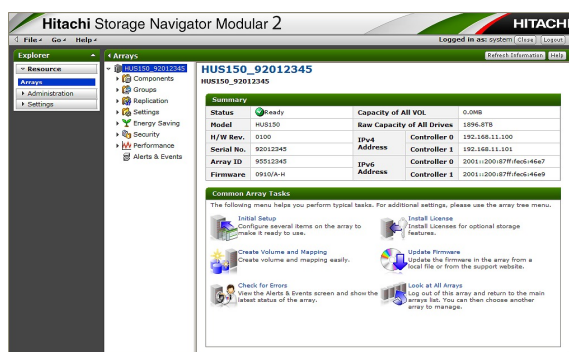 Hitachi Storage Navigator Modular 2
HITACHI
File Go Help
Logged in as: system Close Logout
Explorer
Arrays
Refresh Information Help
Resource
Arrays
Administration
Settings
HUS150_92012345
Components
Groups
Replication
Settings
Energy Saving
Security
Performance
Alerts & Events
HUS150_92012345
HUS150_92012345
Summary
Status Ready Capacity of All VOL 0.0MB
Model HUS150 Raw Capacity of All Drives 1896.8TB
H/W Rev. 0100 IPv4 Address Controller 0 192.168.11.100
Serial No. 92012345 Controller 1 192.168.11.101
Array ID 95512345 IPv6 Address Controller 0 2001::200:87ff:fec6:46e7
Firmware 0910/A-H Controller 1 2001::200:87ff:fec6:46e9
Common Array Tasks
The following menu helps you perform typical tasks. For additional settings, please use the array tree menu.
Initial Setup
Configure several items on the array to
make it ready to use.
Install License
Install Licenses for optional storage
features.
Create Volume and Mapping
Create volume and mapping easily.
Update Firmware
Update the firmware in the array from a
local file or from the support website.
Check for Errors
View the Alerts & Events screen and show the
latest status of the array.
Look at All Arrays
Log out of this array and return to the main
arrays list. You can then choose another
array to manage.